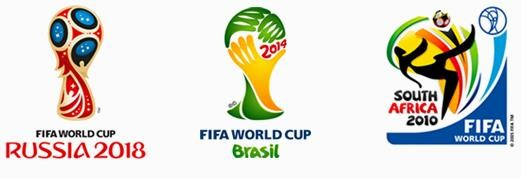 FIFA WORLD CUP
RUSSIA 2018
2014
FIFA WORLD CUP
Brasil
SOUTH
AFRICA
2010
FIFA
WORLD CUP